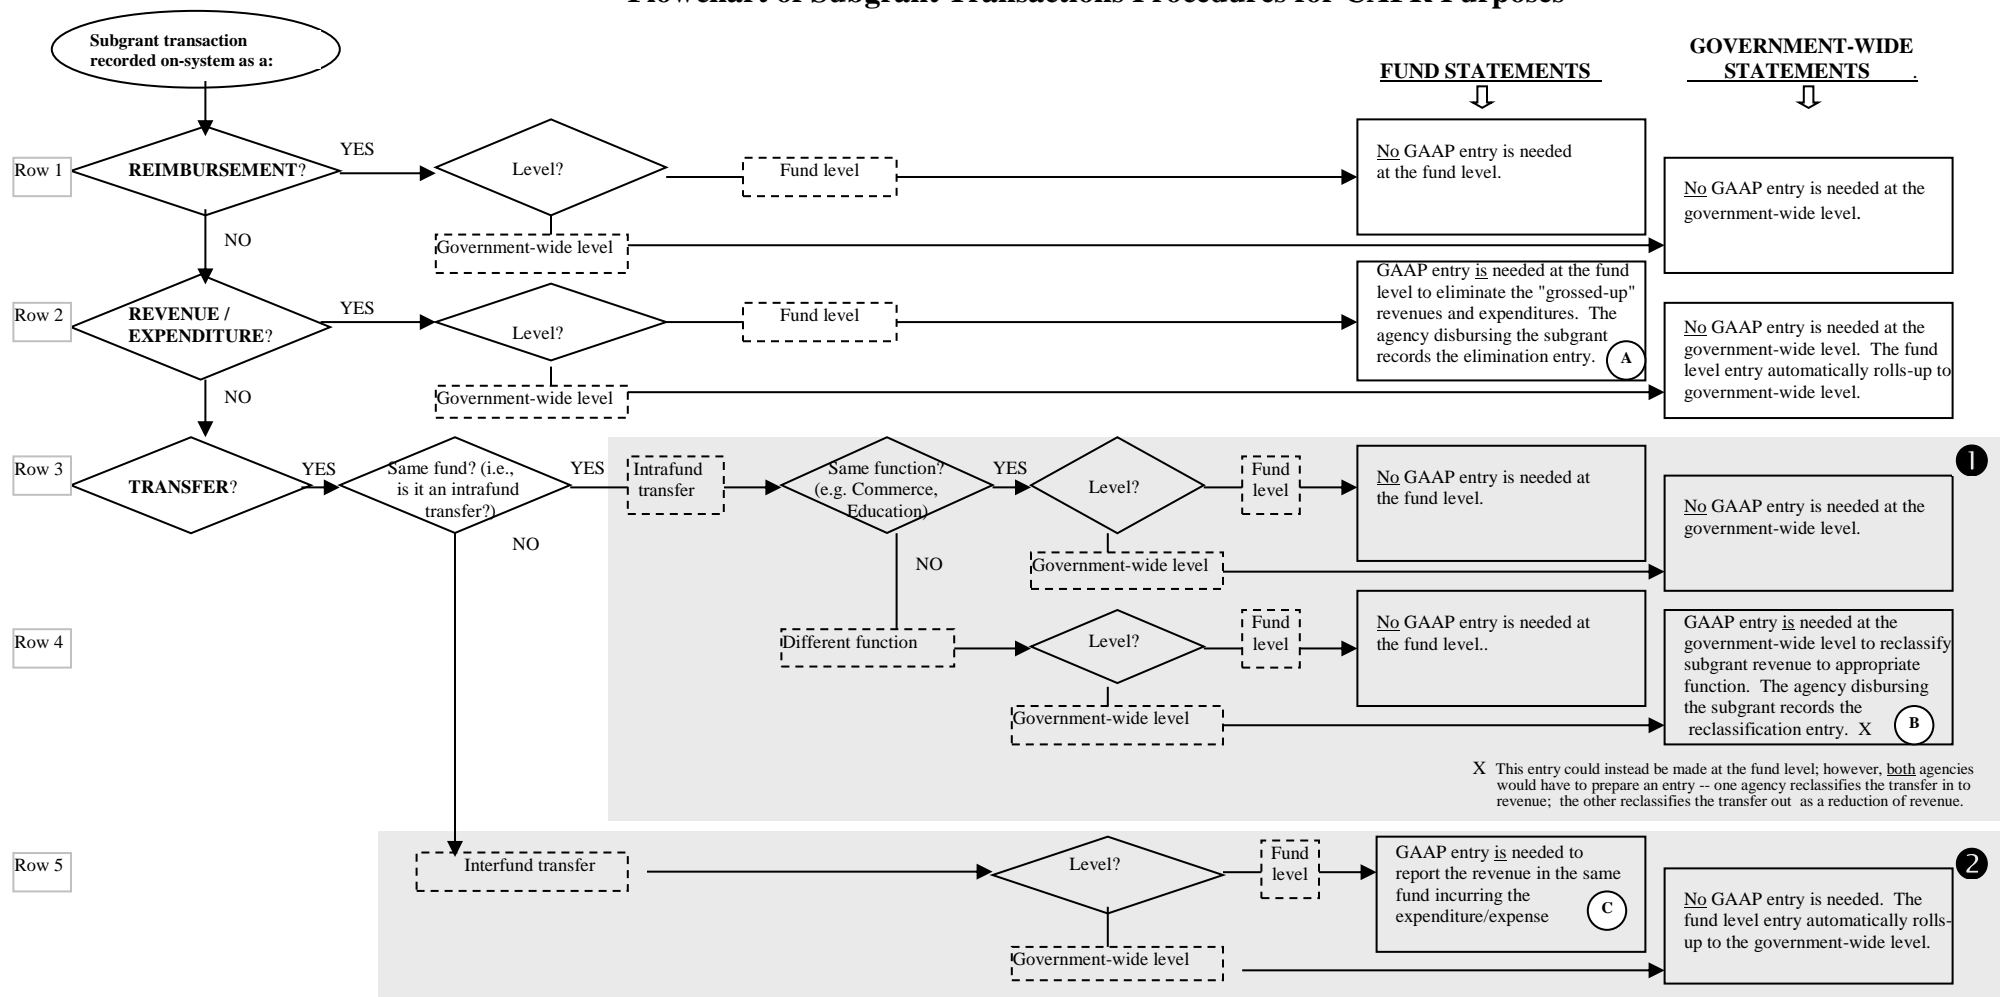 Flowchart of Subgrant Transactions Procedures for CAFR Purposes
Subgrant transaction
recorded on-system as a:
FUND STATEMENTS
GOVERNMENT-WIDE
STATEMENTS .
Row 1
REIMBURSEMENT?
YES
Level?
Fund level
No GAAP entry is needed
at the fund level.
No GAAP entry is needed at the
government-wide level.
NO
Government-wide level
Row 2
REVENUE /
EXPENDITURE?
YES
Level?
Fund level
GAAP entry is needed at the fund
level to eliminate the "grossed-up"
revenues and expenditures. The
agency disbursing the subgrant
records the elimination entry.
A
No GAAP entry is needed at the
government-wide level. The fund
level entry automatically rolls-up to
government-wide level.
NO
Government-wide level
Row 3
TRANSFER?
YES
Same fund? (i.e.,
is it an intrafund
transfer?)
YES
Intrafund
transfer
Same function?
(e.g. Commerce,
Education)
YES
Level?
Fund
level
No GAAP entry is needed at
the fund level.
No GAAP entry is needed at the
government-wide level.
1
NO
NO
Government-wide level
Row 4
Different function
Level?
Fund
level
No GAAP entry is needed at
the fund level..
GAAP entry is needed at the
government-wide level to reclassify
subgrant revenue to appropriate
function. The agency disbursing
the subgrant records the
reclassification entry. X
B
Government-wide level
X This entry could instead be made at the fund level; however, both agencies
would have to prepare an entry -- one agency reclassifies the transfer in to
revenue; the other reclassifies the transfer out as a reduction of revenue.
Row 5
Interfund transfer
Level?
Fund
level
GAAP entry is needed to
report the revenue in the same
fund incurring the
expenditure/expense
C
No GAAP entry is needed. The
fund level entry automatically rolls-
up to the government-wide level.
2
Government-wide level